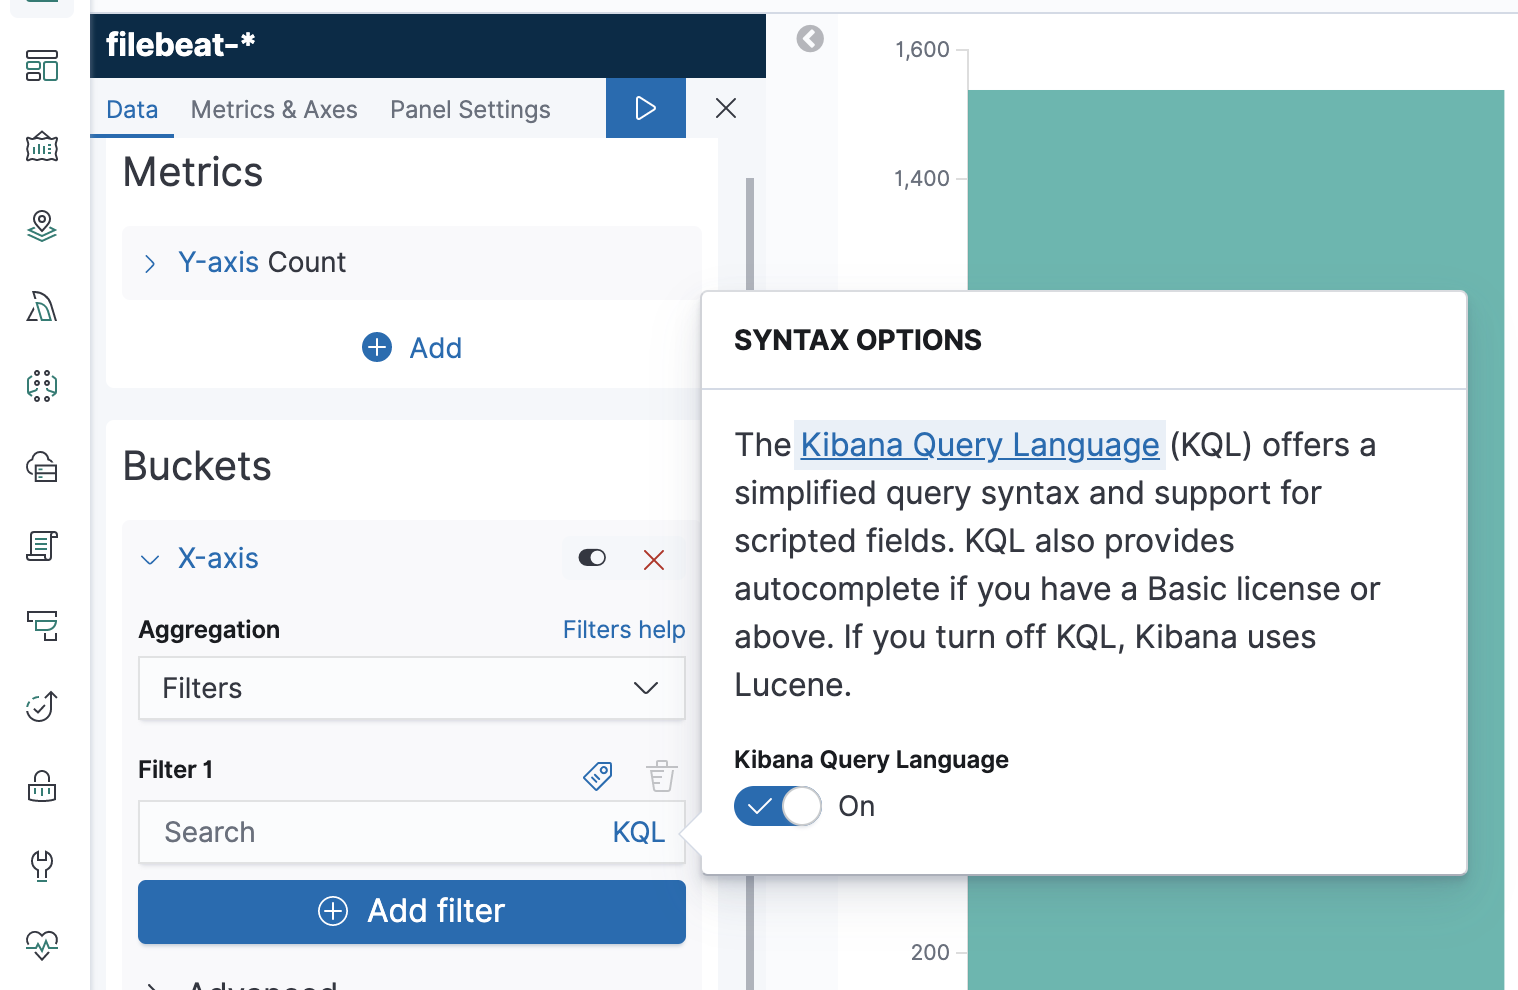 filebeat-*
Data Metrics & Axes Panel Settings
Metrics
Y-axis Count
Add
Buckets
X-axis
Aggregation Filters help
Filters
Filter 1
Search KQL
Add filter
Advanced
1,600
1,400
200
SYNTAX OPTIONS
The Kibana Query Language (KQL) offers a
simplified query syntax and support for
scripted fields. KQL also provides
autocomplete if you have a Basic license or
above. If you turn off KQL, Kibana uses
Lucene.
Kibana Query Language
On